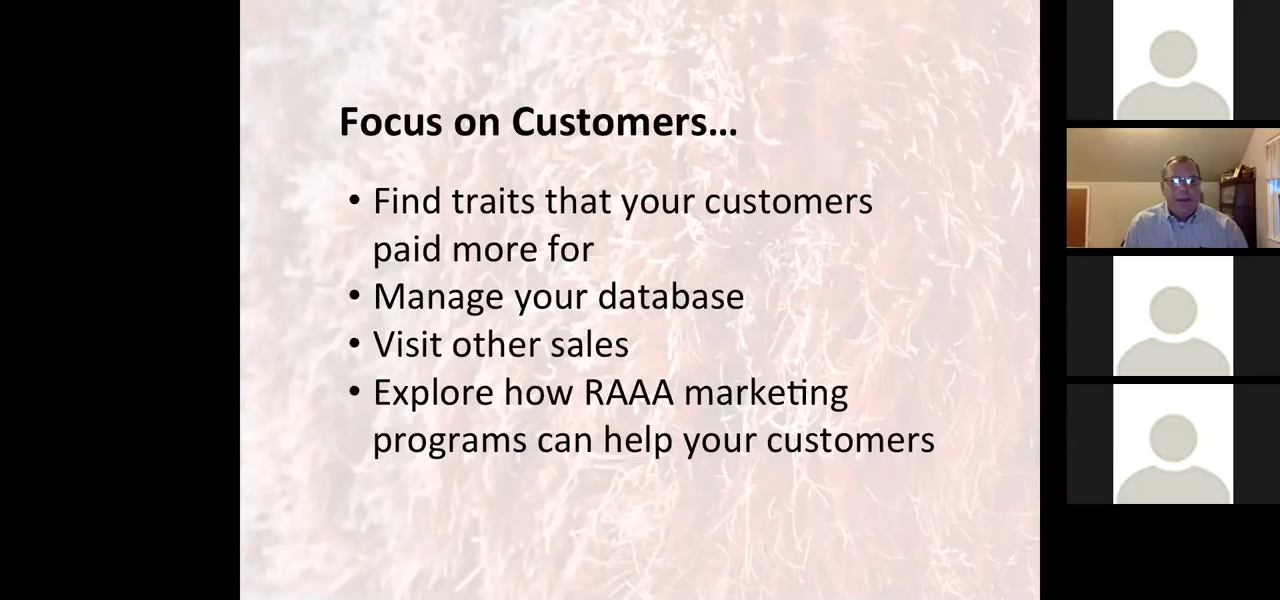 Focus on Customers…
• Find traits that your customers
paid more for
• Manage your database
• Visit other sales
• Explore how RAAA marketing
programs can help your customers